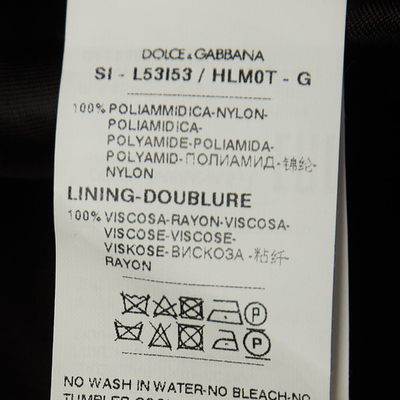 DOLCE & GABBANA
SI - L53I53 / HLM0T - G
100% POLIAMMIDICA-NYLON-
POLIAMIDICA-
POLYAMIDE-POLIAMIDA-
POLYAMID-ПОЛИАМИД-锦纶-
NYLON
LINING-DOUBLURE
100% VISCOSA-RAYON-VISCOSA-
VISCOSE-VISCOSE-
VISKOSE-ВИСКОЗА-粘纤-
RAYON
P
P
NO WASH IN WATER-NO BLEACH-NO